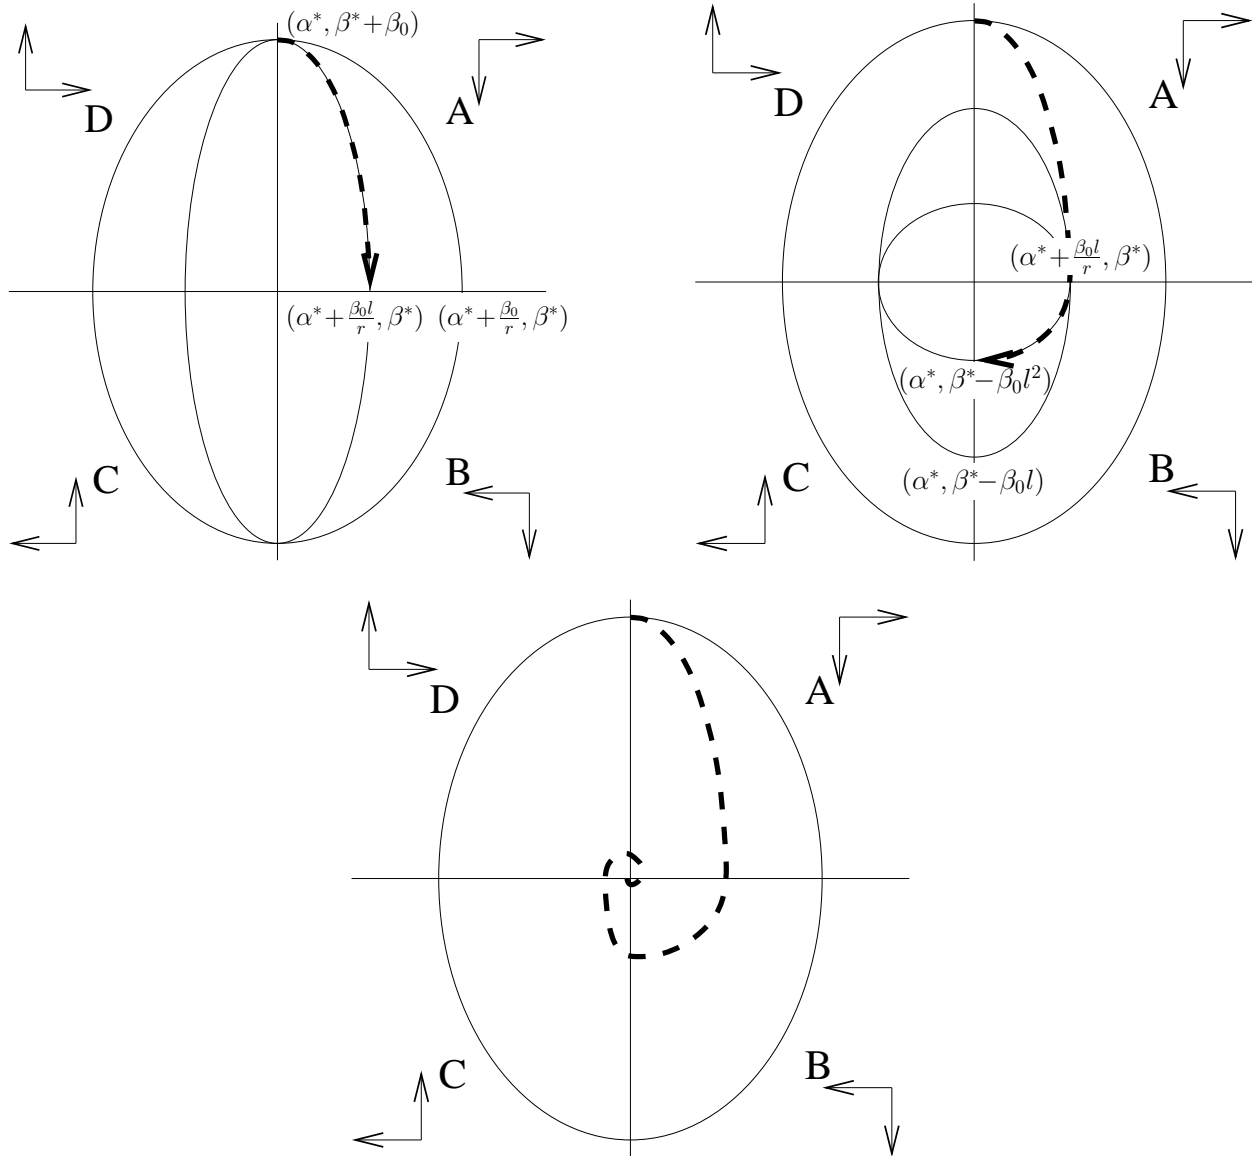 (α*, β*+β₀)
D
A
(α*+β₀l/r, β*) (α*+β₀/r, β*)
C
B
D
A
(α*+β₀l/r, β*)
(α*, β*−β₀l²)
C
(α*, β*−β₀l)
B
D
A
C
B